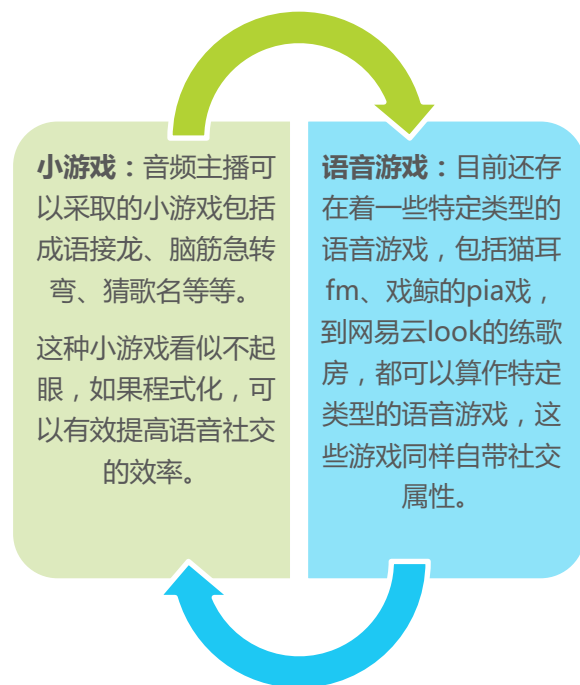 小游戏：音频主播可
以采取的小游戏包括
成语接龙、脑筋急转
弯、猜歌名等等。
这种小游戏看似不起
眼，如果程式化，可
以有效提高语音社交
的效率。
语音游戏：目前还存
在着一些特定类型的
语音游戏，包括猫耳
fm、戏鲸的pia戏，
到网易云look的练歌
房，都可以算作特定
类型的语音游戏，这
些游戏同样自带社交
属性。